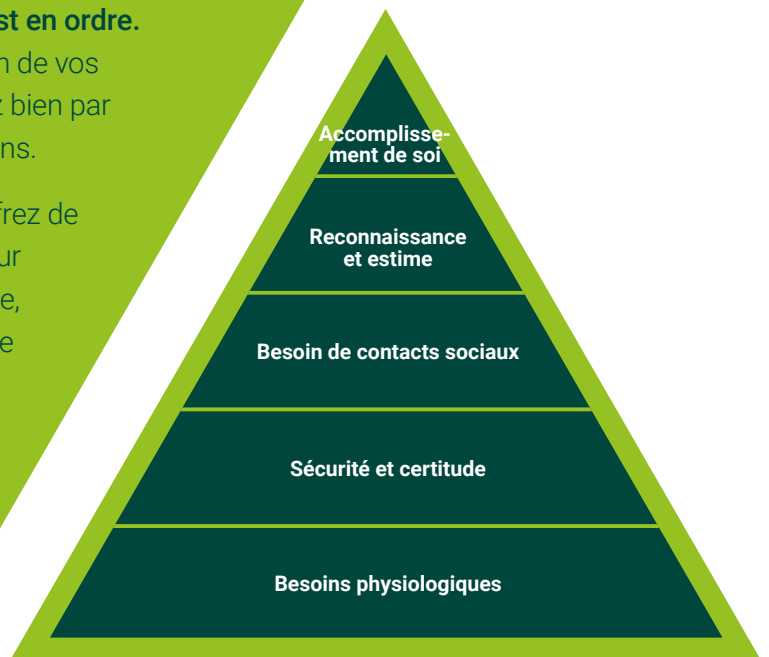 st en ordre.
n de vos
z bien par
ns.
frez de
ur
e,
e
Accomplisse-
ment de soi
Reconnaissance
et estime
Besoin de contacts sociaux
Sécurité et certitude
Besoins physiologiques